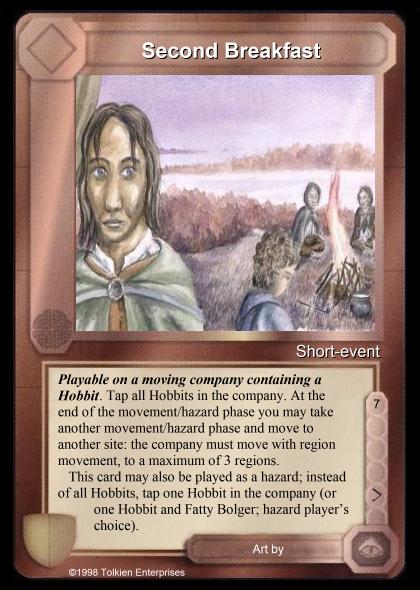 Second Breakfast
Short-event
Playable on a moving company containing a
Hobbit. Tap all Hobbits in the company. At the
end of the movement/hazard phase you may take
another movement/hazard phase and move to
another site: the company must move with region
movement, to a maximum of 3 regions.
This card may also be played as a hazard; instead
of all Hobbits, tap one Hobbit in the company (or
one Hobbit and Fatty Bolger; hazard player's
choice).
7
Art by
©1998 Tolkien Enterprises